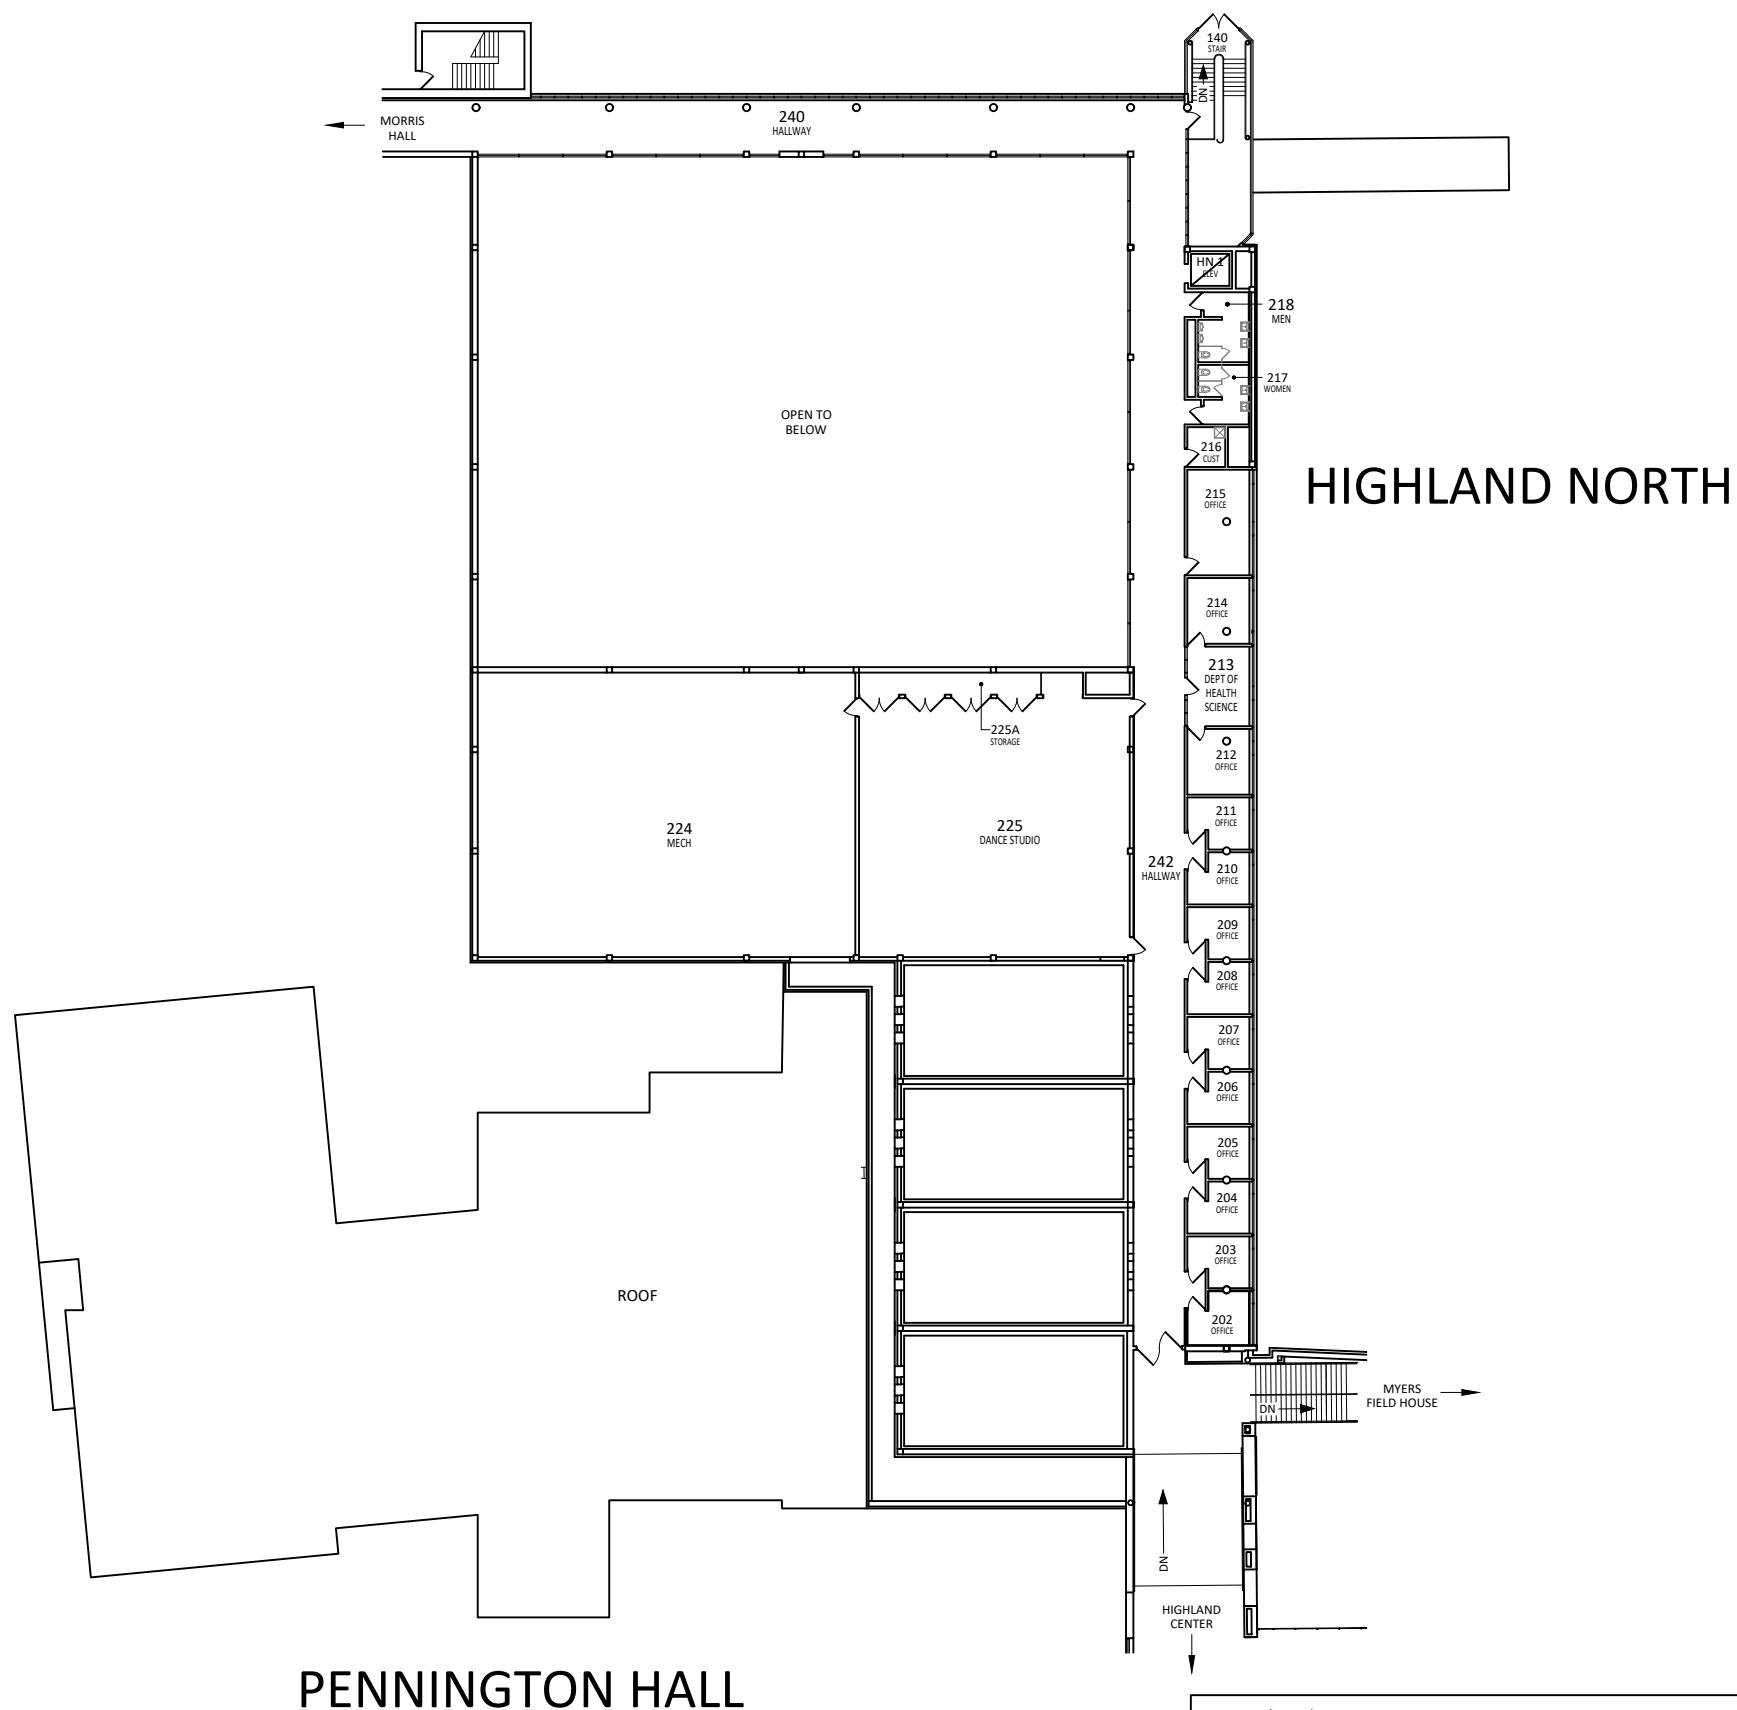 140
STAIR
DN
MORRIS
HALL
240
HALLWAY
HN 1
ELEV
218
MEN
217
WOMEN
OPEN TO
BELOW
216
CUST
HIGHLAND NORTH
215
OFFICE
214
OFFICE
213
DEPT OF
HEALTH
SCIENCE
225A
STORAGE
212
OFFICE
211
OFFICE
224
MECH
225
DANCE STUDIO
242
HALLWAY
210
OFFICE
209
OFFICE
208
OFFICE
207
OFFICE
206
OFFICE
205
OFFICE
204
OFFICE
203
OFFICE
ROOF
202
OFFICE
MYERS
FIELD HOUSE
DN
DN
HIGHLAND
CENTER
PENNINGTON HALL